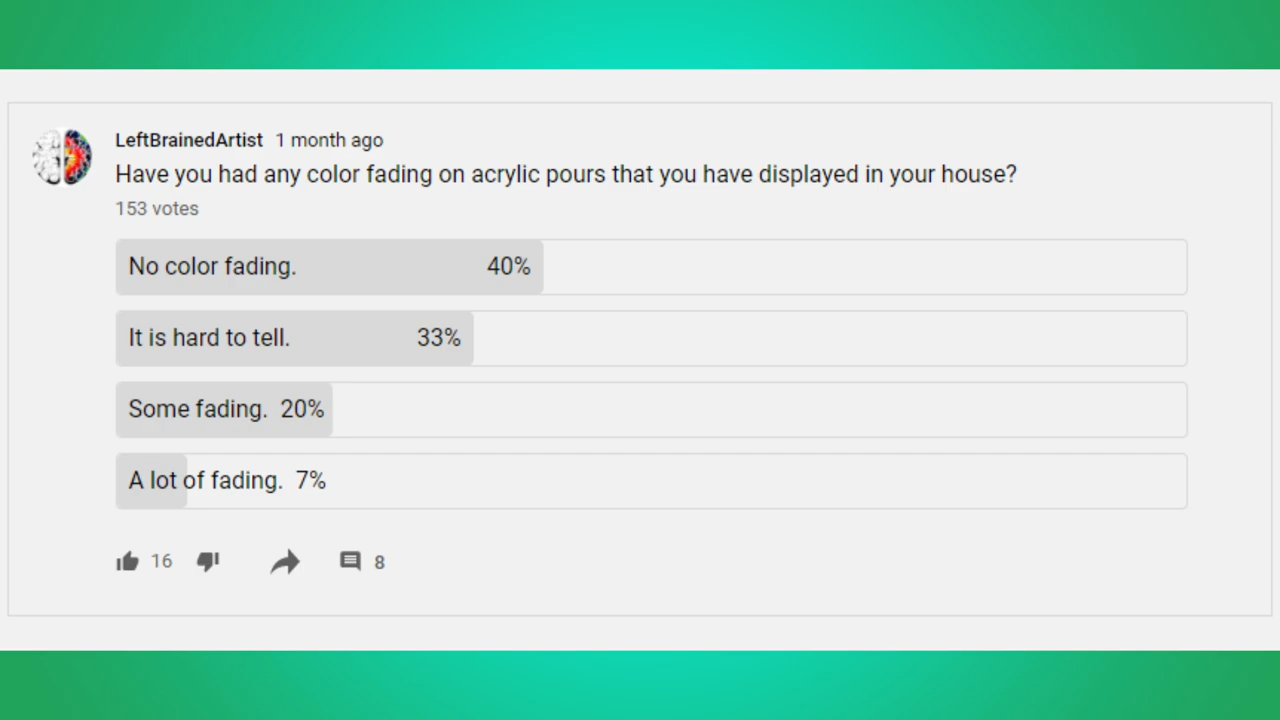 LeftBrainedArtist 1 month ago
Have you had any color fading on acrylic pours that you have displayed in your house?
153 votes
No color fading. 40%
It is hard to tell. 33%
Some fading. 20%
A lot of fading. 7%
16 8